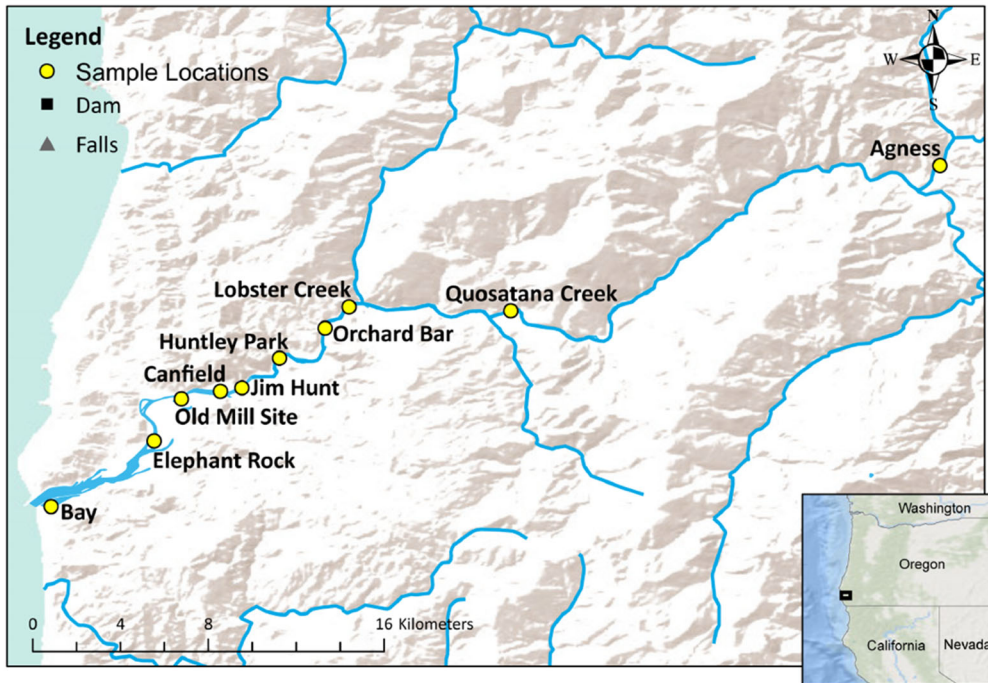 Legend
Sample Locations
Dam
Falls
N
W
E
S
Agness
Lobster Creek
Quosatana Creek
Orchard Bar
Huntley Park
Canfield
Jim Hunt
Old Mill Site
Elephant Rock
Bay
0 4 8 16 Kilometers
Washington
Oregon
California
Nevada